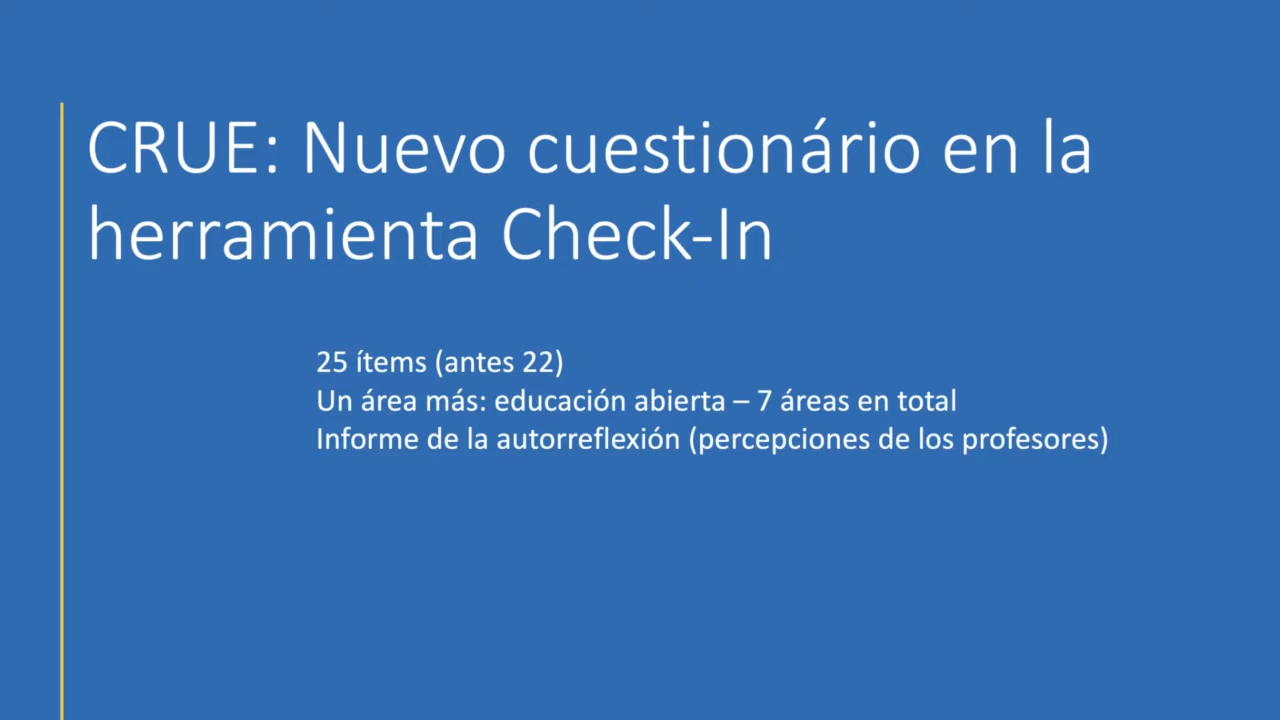 CRUE: Nuevo cuestionário en la
herramienta Check-In
25 ítems (antes 22)
Un área más: educación abierta – 7 áreas en total
Informe de la autorreflexión (percepciones de los profesores)